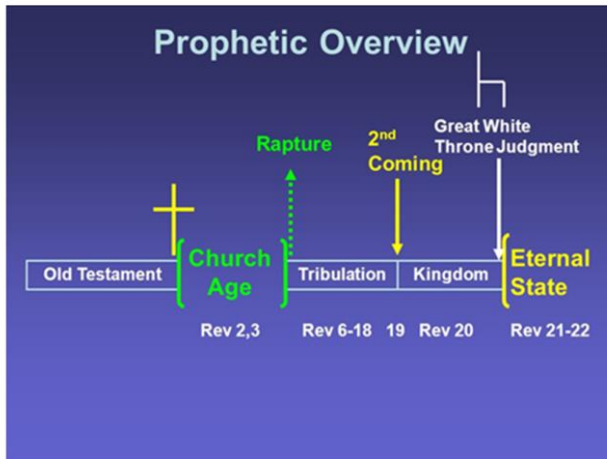 Prophetic Overview
Great White
Throne Judgment
2nd
Coming
Rapture
Old Testament
Church
Age
Tribulation
Kingdom
Eternal
State
Rev 2,3
Rev 6-18
19
Rev 20
Rev 21-22